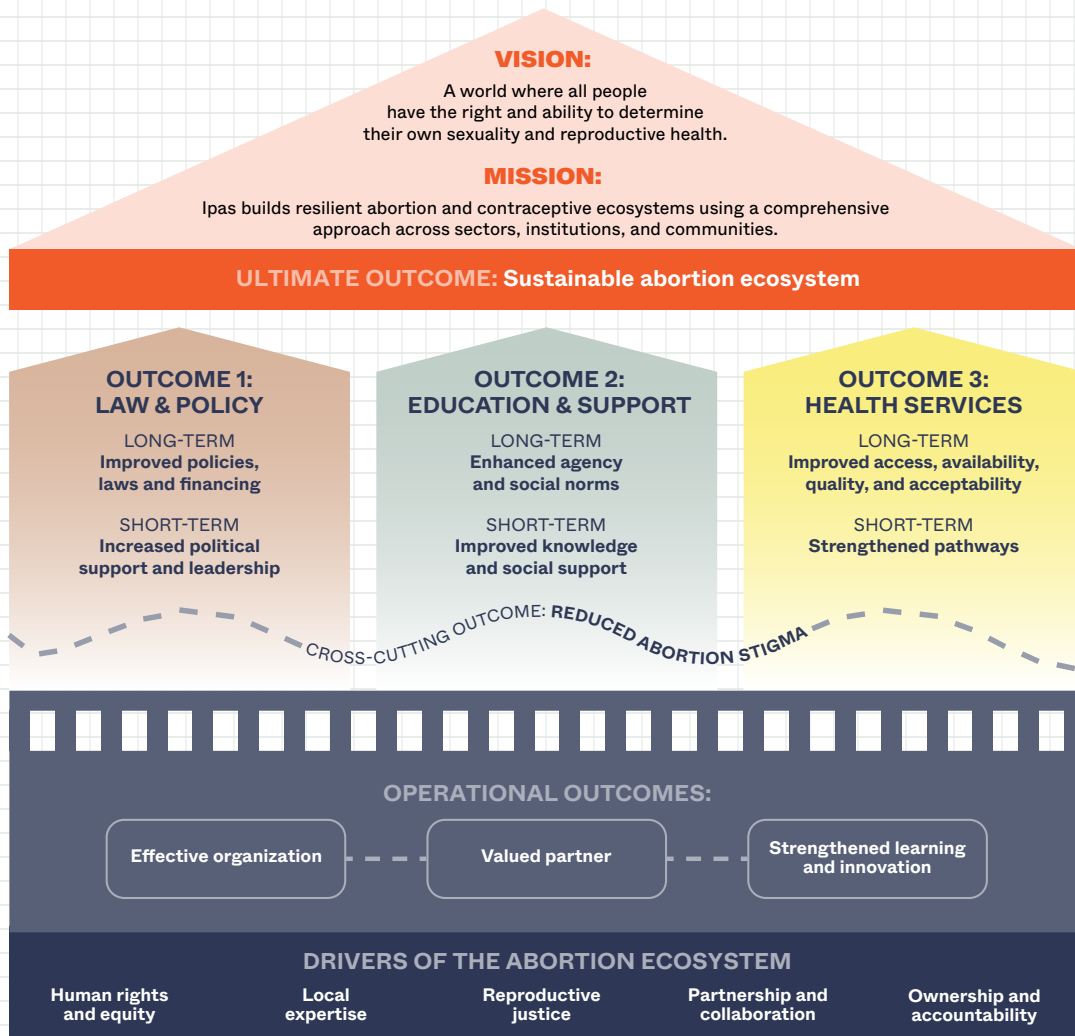 VISION:
A world where all people
have the right and ability to determine
their own sexuality and reproductive health.
MISSION:
Ipas builds resilient abortion and contraceptive ecosystems using a comprehensive
approach across sectors, institutions, and communities.
ULTIMATE OUTCOME: Sustainable abortion ecosystem
OUTCOME 1:
LAW & POLICY
LONG-TERM
Improved policies,
laws and financing
SHORT-TERM
Increased political
support and leadership
OUTCOME 2:
EDUCATION & SUPPORT
LONG-TERM
Enhanced agency
and social norms
SHORT-TERM
Improved knowledge
and social support
OUTCOME 3:
HEALTH SERVICES
LONG-TERM
Improved access, availability,
quality, and acceptability
SHORT-TERM
Strengthened pathways
CROSS-CUTTING OUTCOME: REDUCED ABORTION STIGMA
OPERATIONAL OUTCOMES:
Effective organization
Valued partner
Strengthened learning
and innovation
DRIVERS OF THE ABORTION ECOSYSTEM
Human rights
and equity
Local
expertise
Reproductive
justice
Partnership and
collaboration
Ownership and
accountability